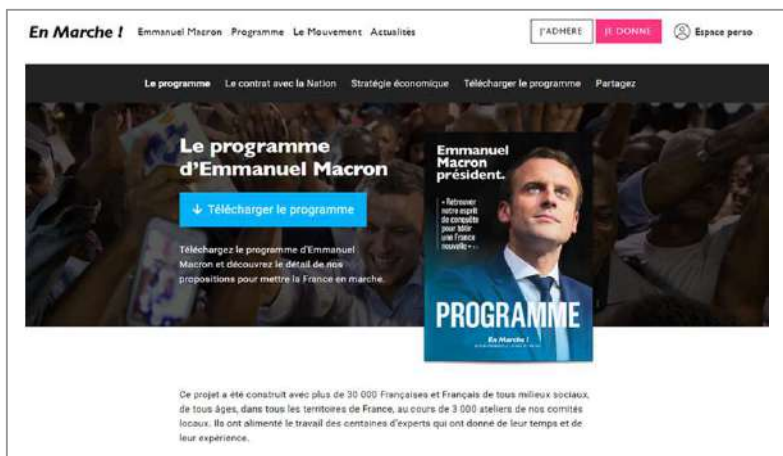 En Marche ! Emmanuel Macron Programme Le Mouvement Actualités J'ADHÈRE JE DONNE Espace perso
Le programme Le contrat avec la Nation Stratégie économique Télécharger le programme Partagez
Le programme
d'Emmanuel Macron
↓ Télécharger le programme
Téléchargez le programme d'Emmanuel
Macron et découvrez le détail de nos
propositions pour mettre la France en marche.
Emmanuel
Macron
président.
« Retrouver
notre esprit
de conquête
pour bâtir
une France
nouvelle »
PROGRAMME
En Marche !
Ce projet a été construit avec plus de 30 000 Françaises et Français de tous milieux sociaux,
de tous âges, dans tous les territoires de France, au cours de 3 000 ateliers de nos comités
locaux. Ils ont alimenté le travail des centaines d'experts qui ont donné de leur temps et de
leur expérience.